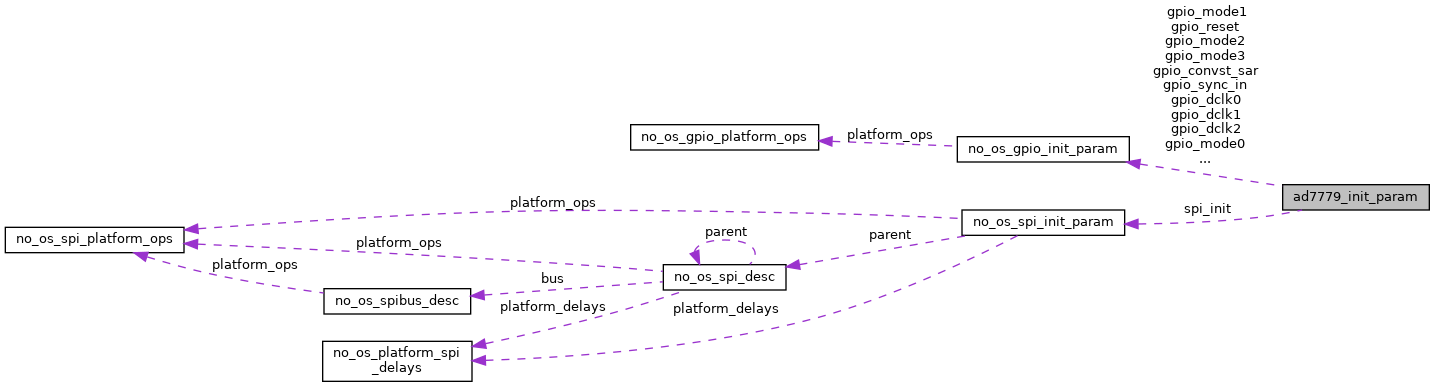 gpio_mode1
gpio_reset
gpio_mode2
gpio_mode3
gpio_convst_sar
gpio_sync_in
gpio_dclk0
gpio_dclk1
gpio_dclk2
gpio_mode0
...
no_os_gpio_platform_ops
platform_ops
no_os_gpio_init_param
ad7779_init_param
platform_ops
spi_init
no_os_spi_init_param
no_os_spi_platform_ops
platform_ops
parent
parent
platform_ops
bus
no_os_spi_desc
no_os_spibus_desc
platform_delays
platform_delays
no_os_platform_spi
_delays